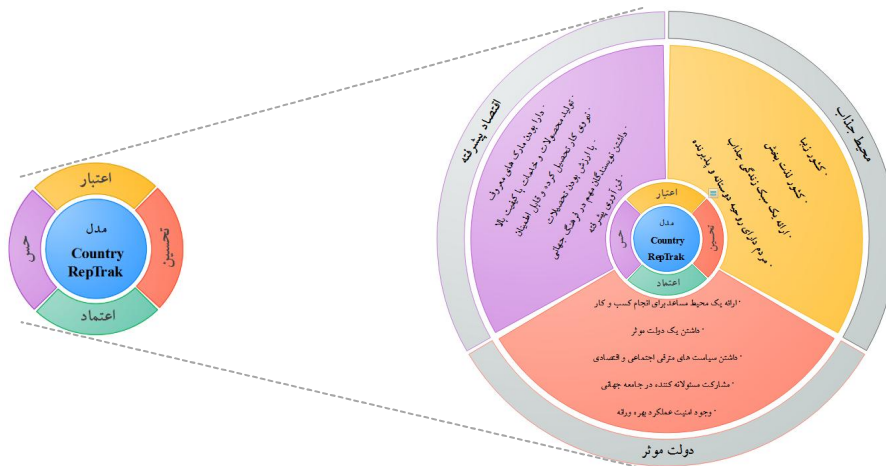 اعتبار
حس
مدل
Country
RepTrak
تحسین
اعتماد
اقتصاد پیشرفته
· دارا بودن مارک های معروف
· تولید محصولات و خدمات با کیفیت بالا
· نیروی کار تحصیل کرده و قابل اطمینان
· با ارزش بودن تحصیلات
· داشتن نویسندگان مهم در فرهنگ جهانی
· فن آوری پیشرفته
محیط جذاب
· کشور زیبا
· کشور لذت بخش
· ارائه یک سبک زندگی جذاب
· مردم دارای روحیه دوستانه و پذیرنده
اعتبار
حس
مدل
Country
RepTrak
تحسین
اعتماد
· ارائه یک محیط مساعد برای انجام کسب و کار
· داشتن یک دولت موثر
· داشتن سیاست های مترقی اجتماعی و اقتصادی
· مشارکت مسئولانه کننده در جامعه جهانی
· وجود امنیت عملکرد بهره ورانه
دولت موثر